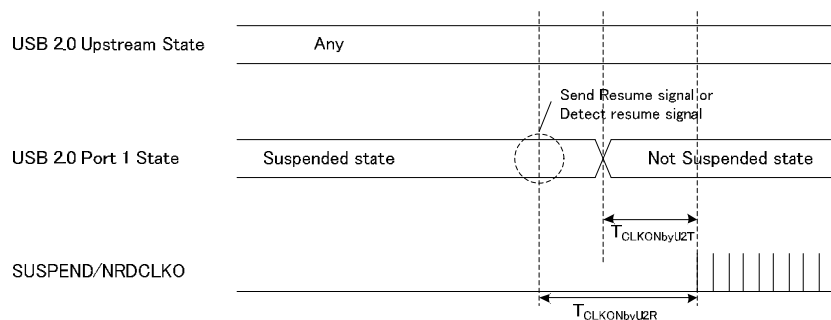 USB 2.0 Upstream State
Any
Send Resume signal or
Detect resume signal
USB 2.0 Port 1 State
Suspended state
Not Suspended state
TCLKONbyU2T
SUSPEND/NRDCLKO
TCLKONbyU2R